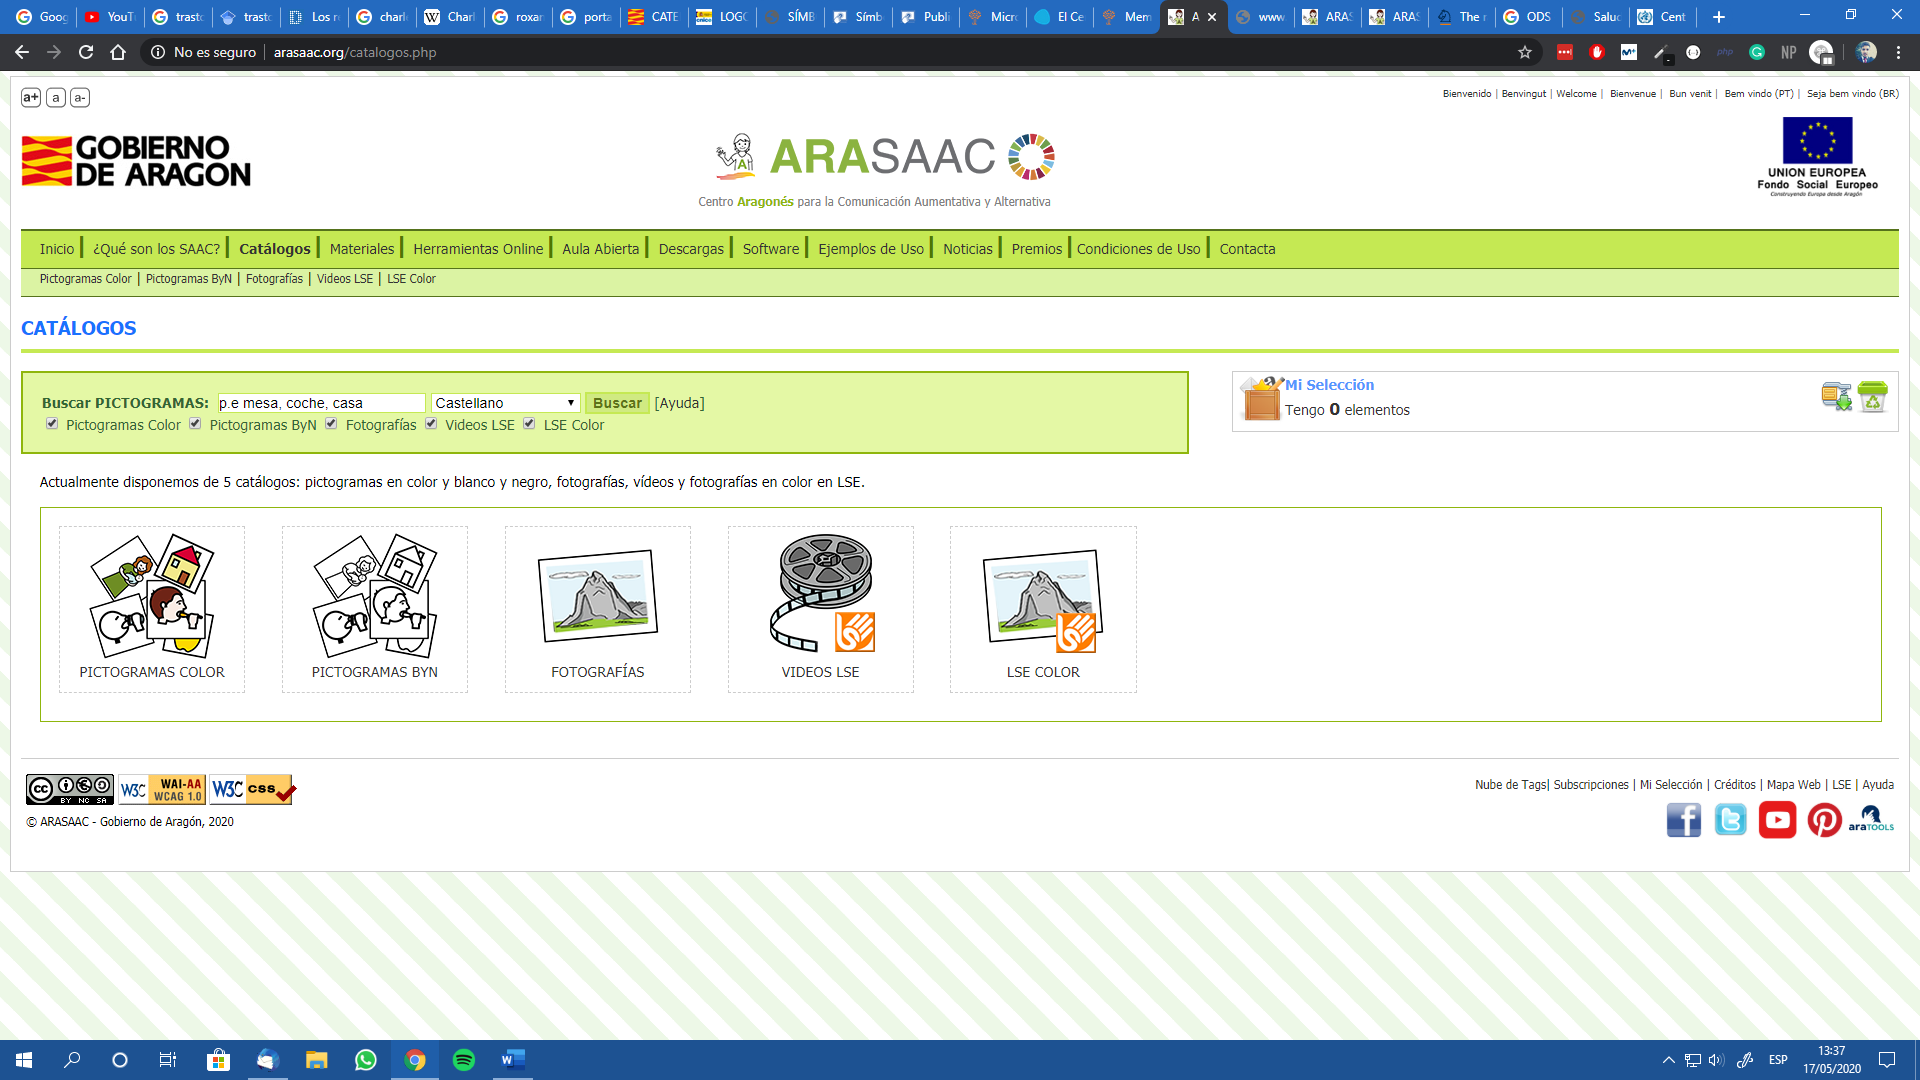 Goog
YouT
trasto
trasto
Los r
charl
Charl
roxar
porta
CATE
LOGO
SÍMB
Símb
Publi
Micro
El Ce
Mem
A
www
ARAS
ARAS
The r
ODS
Saluc
Cent
No es seguro | arasaac.org/catalogos.php
a+ a a-
Bienvenido | Benvingut | Welcome | Bienvenue | Bun venit | Bem vindo (PT) | Seja bem vindo (BR)
GOBIERNO
DE ARAGON
ARASAAC
Centro Aragonés para la Comunicación Aumentativa y Alternativa
UNION EUROPEA
Fondo Social Europeo
Construyendo Europa desde Aragón
Inicio | ¿Qué son los SAAC? | Catálogos | Materiales | Herramientas Online | Aula Abierta | Descargas | Software | Ejemplos de Uso | Noticias | Premios | Condiciones de Uso | Contacta
Pictogramas Color | Pictogramas ByN | Fotografías | Videos LSE | LSE Color
CATÁLOGOS
Buscar PICTOGRAMAS: p.e mesa, coche, casa Castellano Buscar [Ayuda]
Pictogramas Color Pictogramas ByN Fotografías Videos LSE LSE Color
Mi Selección
Tengo 0 elementos
Actualmente disponemos de 5 catálogos: pictogramas en color y blanco y negro, fotografías, vídeos y fotografías en color en LSE.
PICTOGRAMAS COLOR
PICTOGRAMAS BYN
FOTOGRAFÍAS
VIDEOS LSE
LSE COLOR
cc BY NC SA
W3C WAI-AA WCAG 1.0
W3C css
© ARASAAC - Gobierno de Aragón, 2020
Nube de Tags| Subscripciones | Mi Selección | Créditos | Mapa Web | LSE | Ayuda
araTOOLS
ESP
13:37
17/05/2020